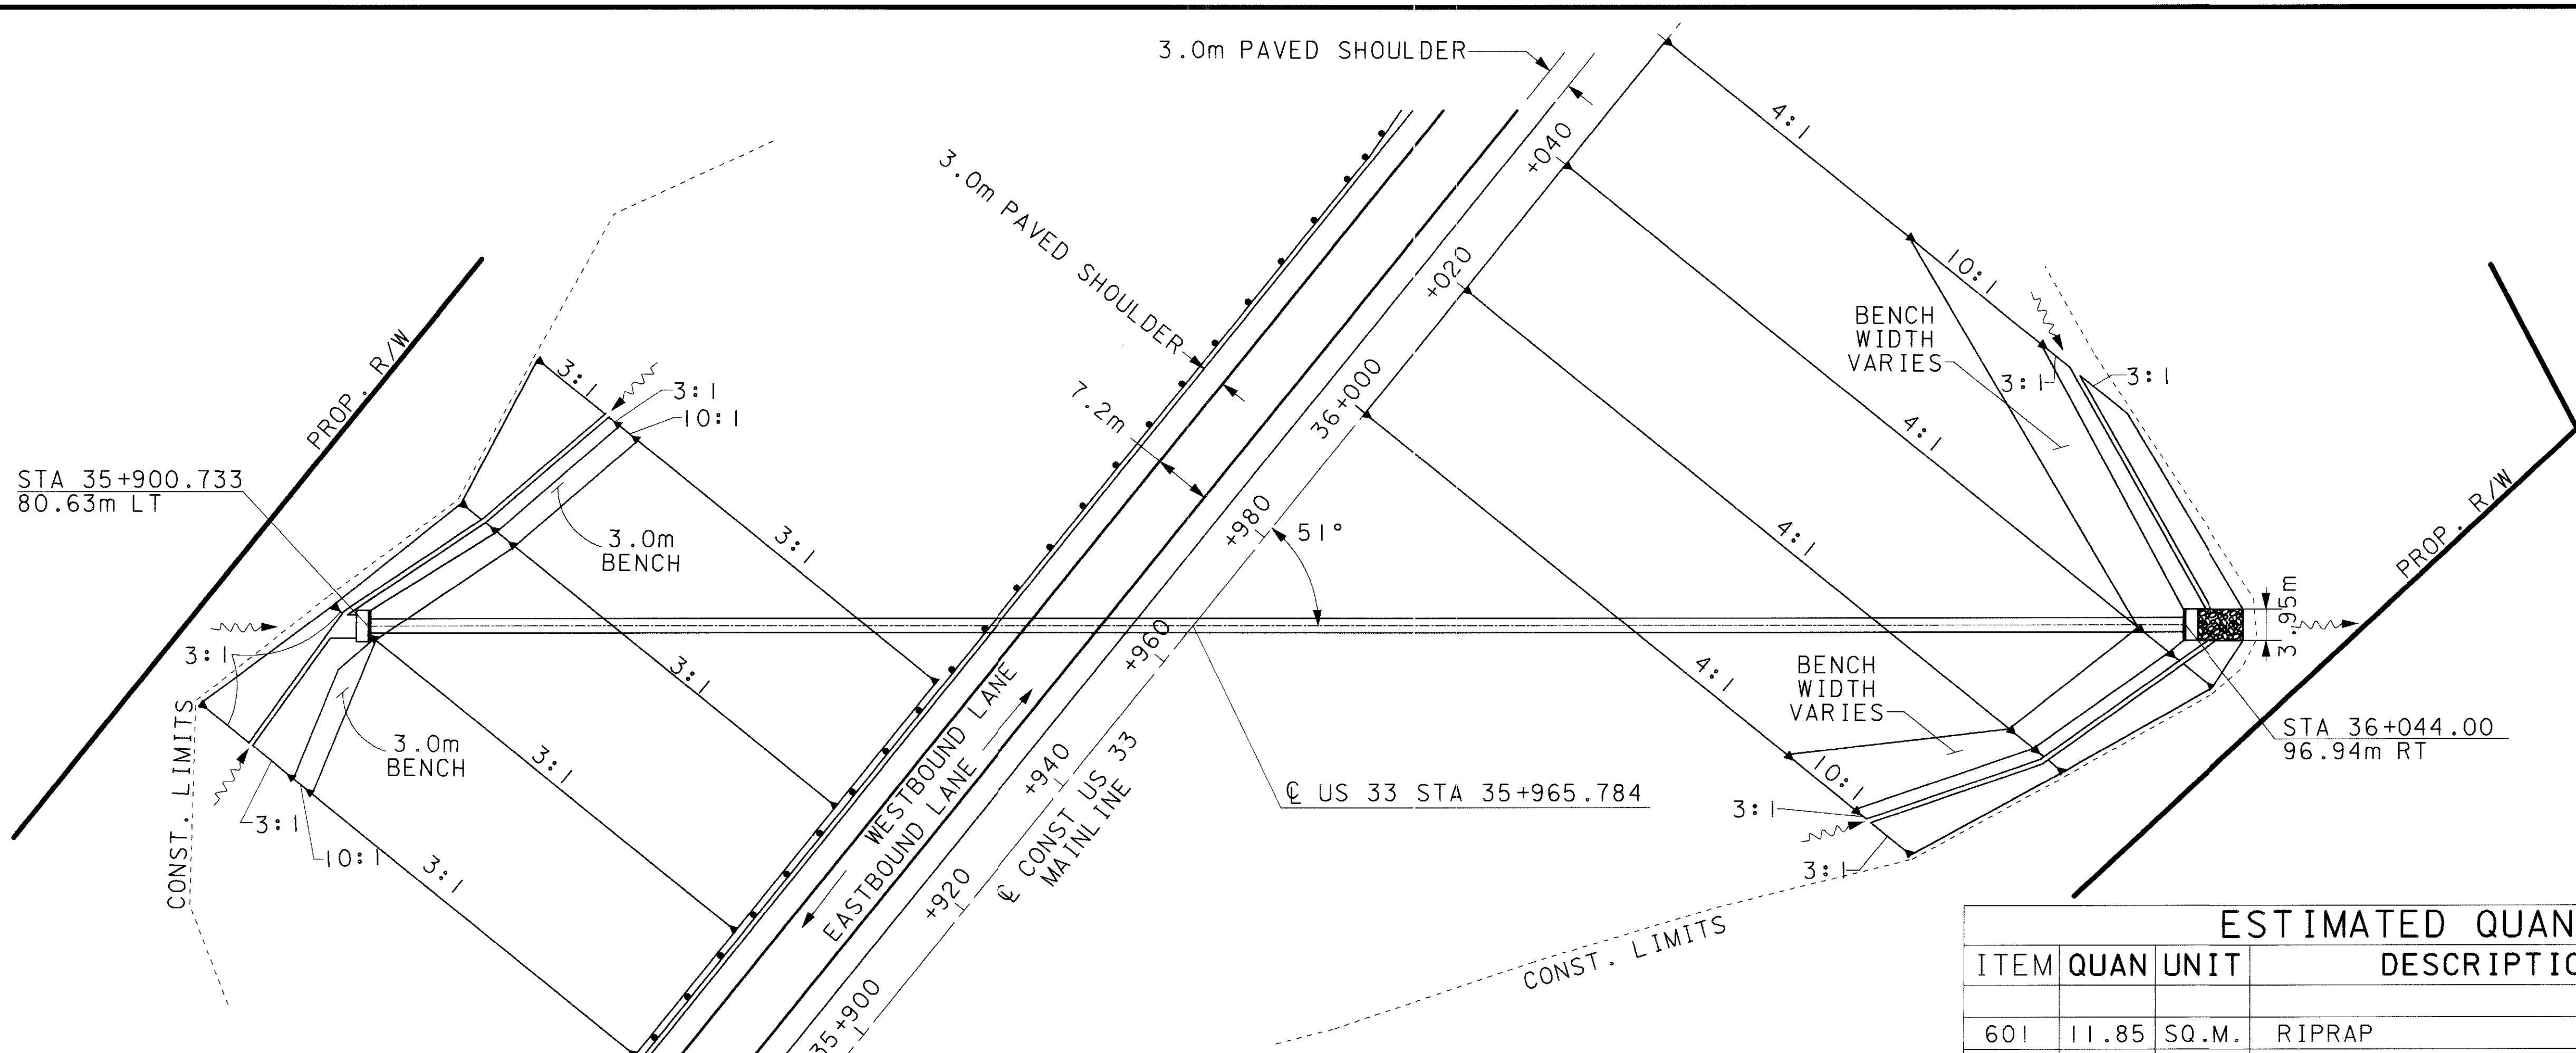 3.0m PAVED SHOULDER
4:1
+040
3.0m PAVED SHOULDER
10:1
+020
BENCH
WIDTH
VARIES
PROP. R/W
3:1
3:1
10:1
3:1
3:1
7.2m
36+000
4:1
STA 35+900.733
80.63m LT
PROP. R/W
+980
51°
4:1
3:1
3.0m
BENCH
3.95m
3:1
3:1
+960
4:1
BENCH
WIDTH
VARIES
STA 36+044.00
96.94m RT
CONST. LIMITS
3.0m
BENCH
3:1
WESTBOUND LANE
EASTBOUND LANE
+940
℄ CONST US 33
MAINLINE
℄ US 33 STA 35+965.784
10:1
3:1
3:1
10:1
3:1
3:1
+920
CONST. LIMITS
35+900
ESTIMATED QUAN
ITEM QUAN UNIT DESCRIPTIO
601 11.85 SQ.M. RIPRAP